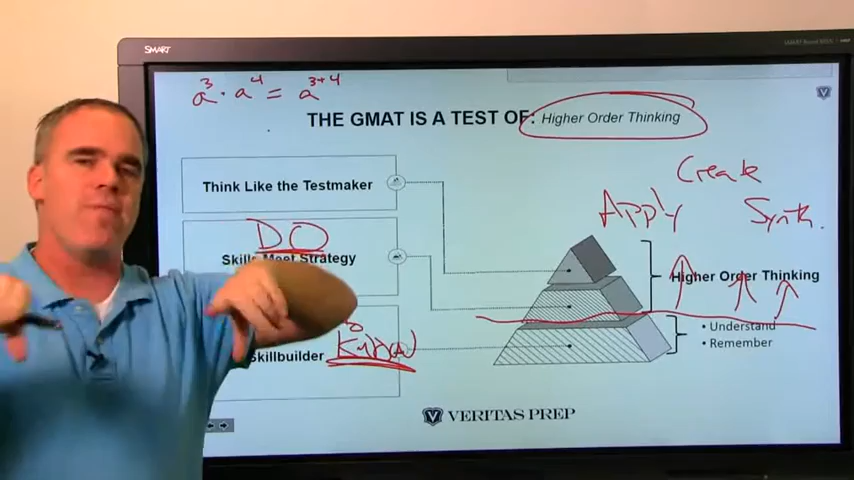 SMART
a³ · a⁴ = a³⁺⁴
THE GMAT IS A TEST OF: Higher Order Thinking
Create
Think Like the Testmaker
Apply
Synth.
DO
Skills Meet Strategy
Higher Order Thinking
• Understand
• Remember
Skillbuilder
VERITAS PREP